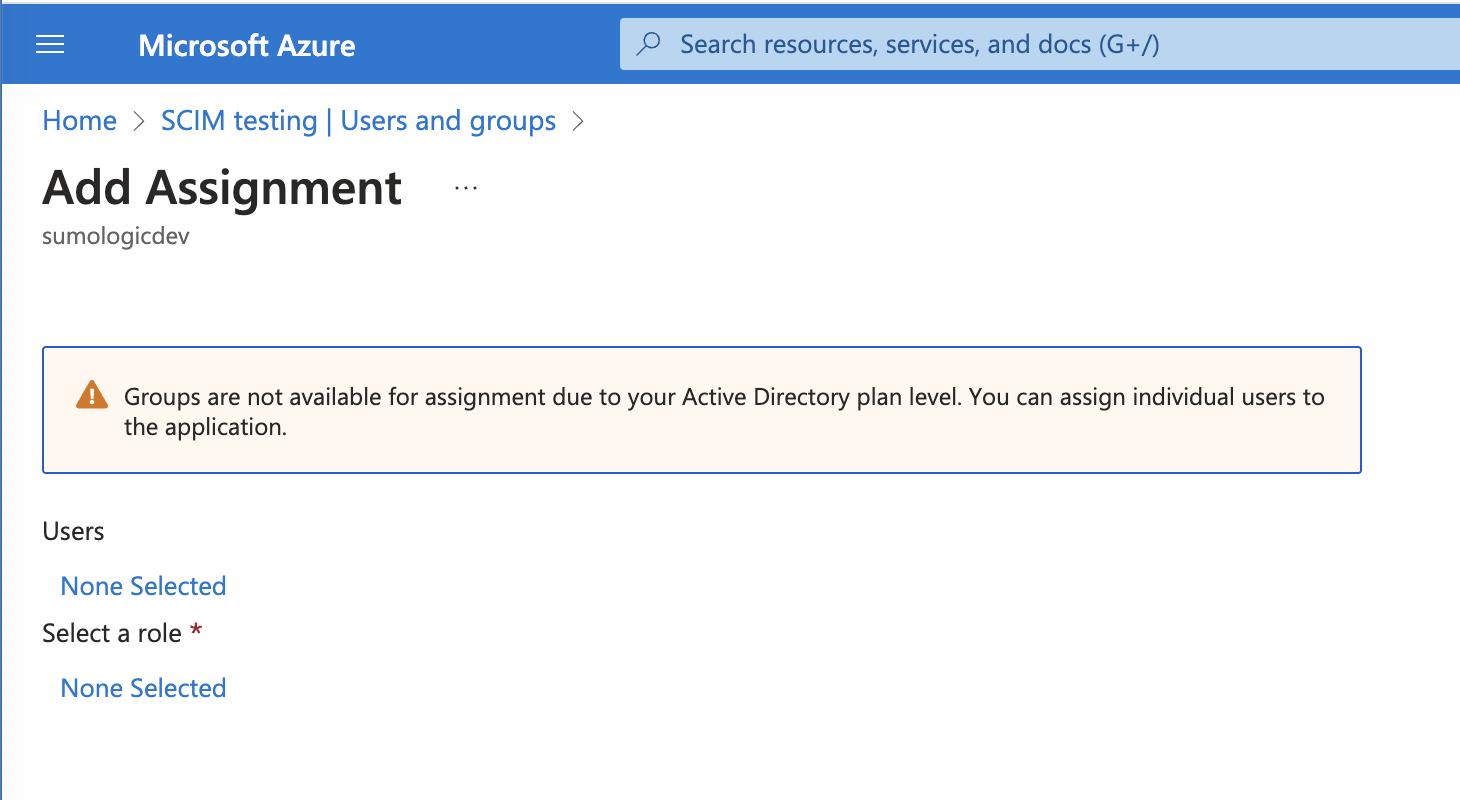 Microsoft Azure
Search resources, services, and docs (G+/)
Home > SCIM testing | Users and groups >
Add Assignment ...
sumologicdev
Groups are not available for assignment due to your Active Directory plan level. You can assign individual users to
the application.
Users
None Selected
Select a role *
None Selected